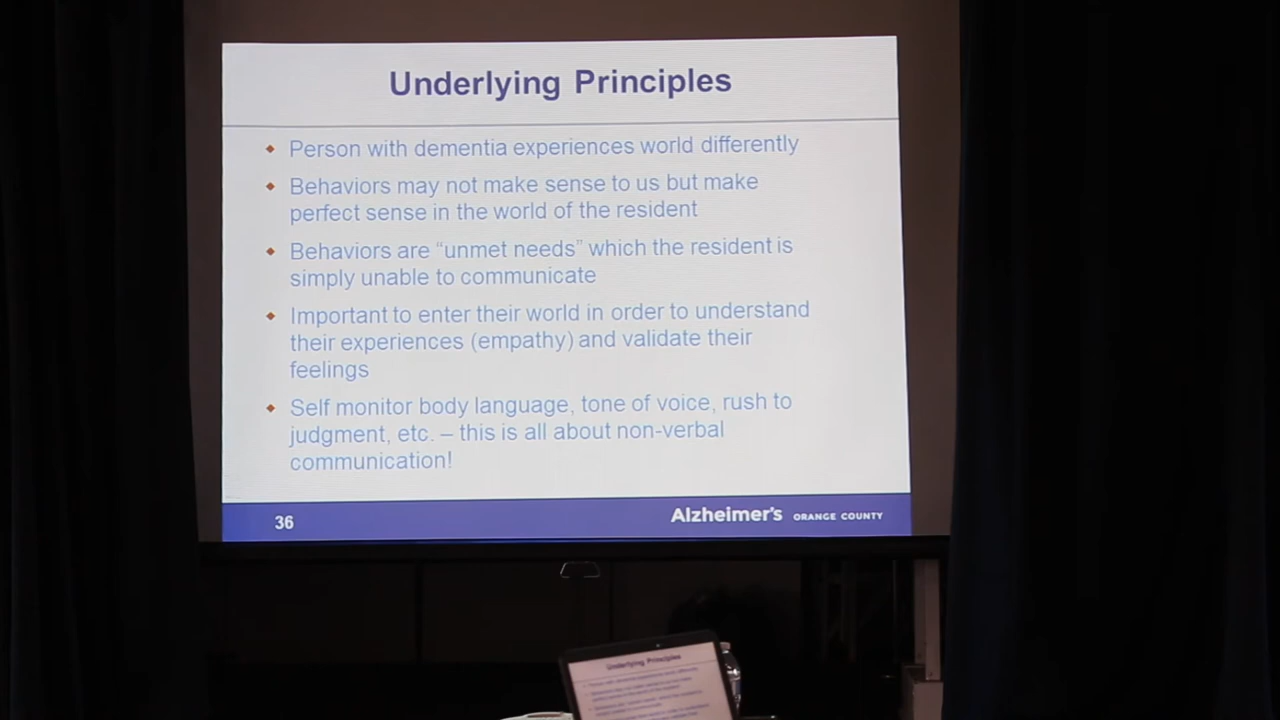 Underlying Principles
Person with dementia experiences world differently
Behaviors may not make sense to us but make
perfect sense in the world of the resident
Behaviors are “unmet needs” which the resident is
simply unable to communicate
Important to enter their world in order to understand
their experiences (empathy) and validate their
feelings
Self monitor body language, tone of voice, rush to
judgment, etc. – this is all about non-verbal
communication!
36
Alzheimer's ORANGE COUNTY
Underlying Principles